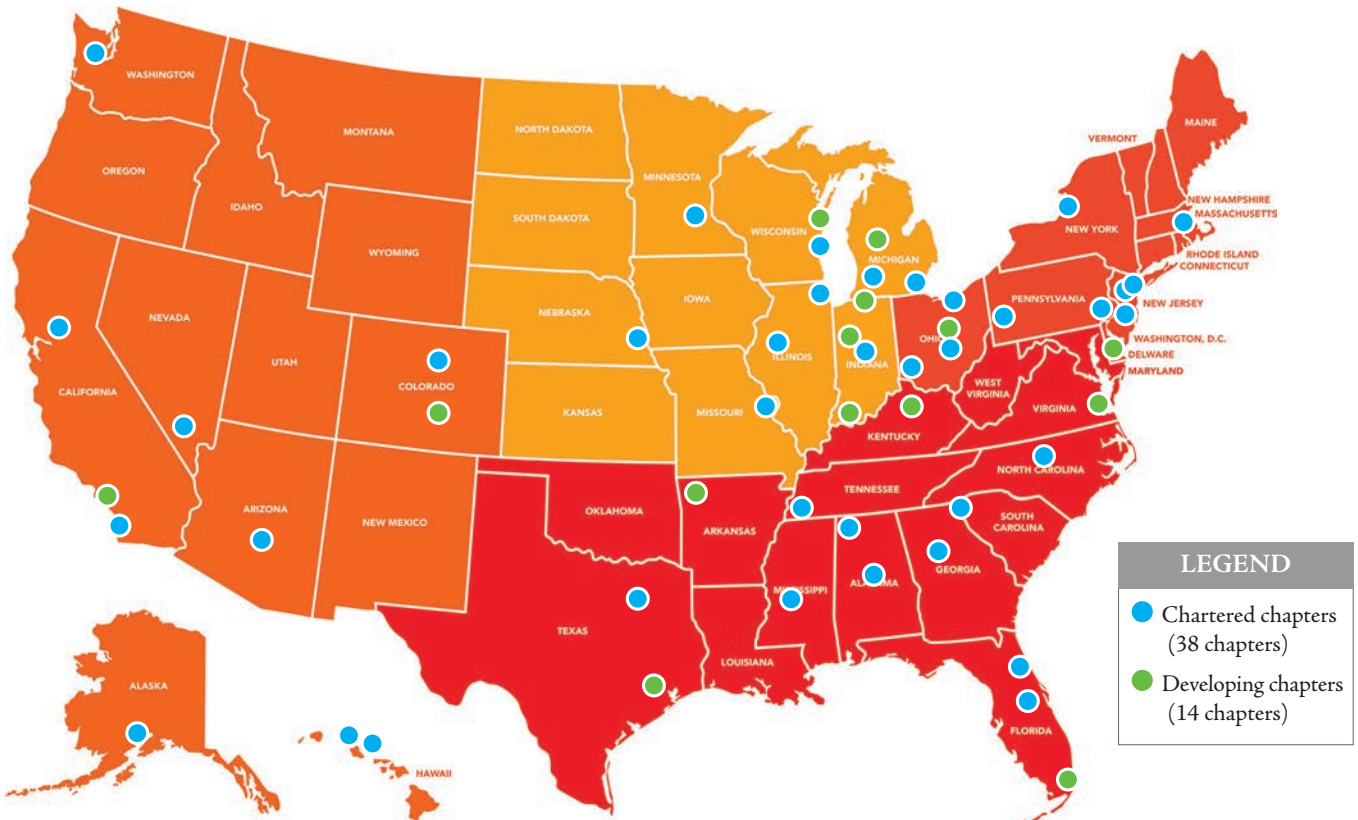 WASHINGTON
OREGON
IDAHO
MONTANA
WYOMING
NEVADA
UTAH
COLORADO
CALIFORNIA
ARIZONA
NEW MEXICO
ALASKA
HAWAII
NORTH DAKOTA
SOUTH DAKOTA
NEBRASKA
KANSAS
MINNESOTA
IOWA
MISSOURI
WISCONSIN
ILLINOIS
MICHIGAN
INDIANA
OHIO
OKLAHOMA
TEXAS
ARKANSAS
LOUISIANA
MISSISSIPPI
ALABAMA
TENNESSEE
KENTUCKY
WEST
VIRGINIA
VIRGINIA
NORTH CAROLINA
SOUTH
CAROLINA
GEORGIA
FLORIDA
MAINE
VERMONT
NEW HAMPSHIRE
MASSACHUSETTS
NEW YORK
RHODE ISLAND
CONNECTICUT
PENNSYLVANIA
NEW JERSEY
WASHINGTON, D.C.
DELWARE
MARYLAND
LEGEND
Chartered chapters
(38 chapters)
Developing chapters
(14 chapters)